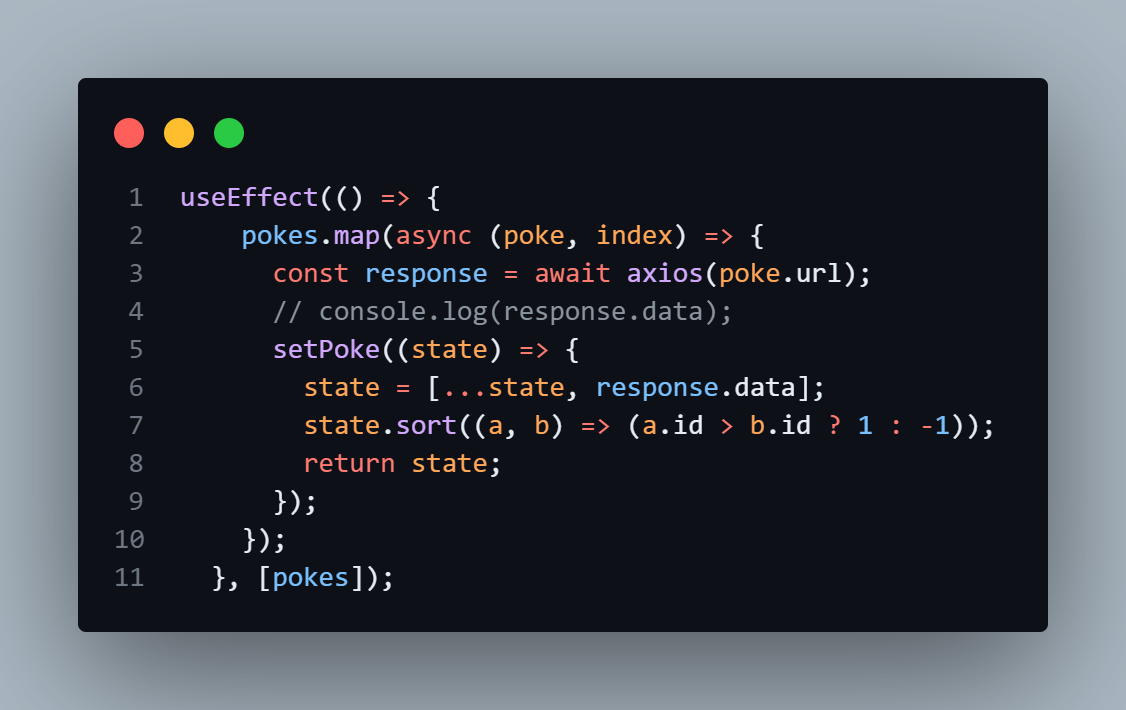 1 useEffect(() => {
2     pokes.map(async (poke, index) => {
3       const response = await axios(poke.url);
4       // console.log(response.data);
5       setPoke((state) => {
6         state = [...state, response.data];
7         state.sort((a, b) => (a.id > b.id ? 1 : -1));
8         return state;
9       });
10     });
11   }, [pokes]);